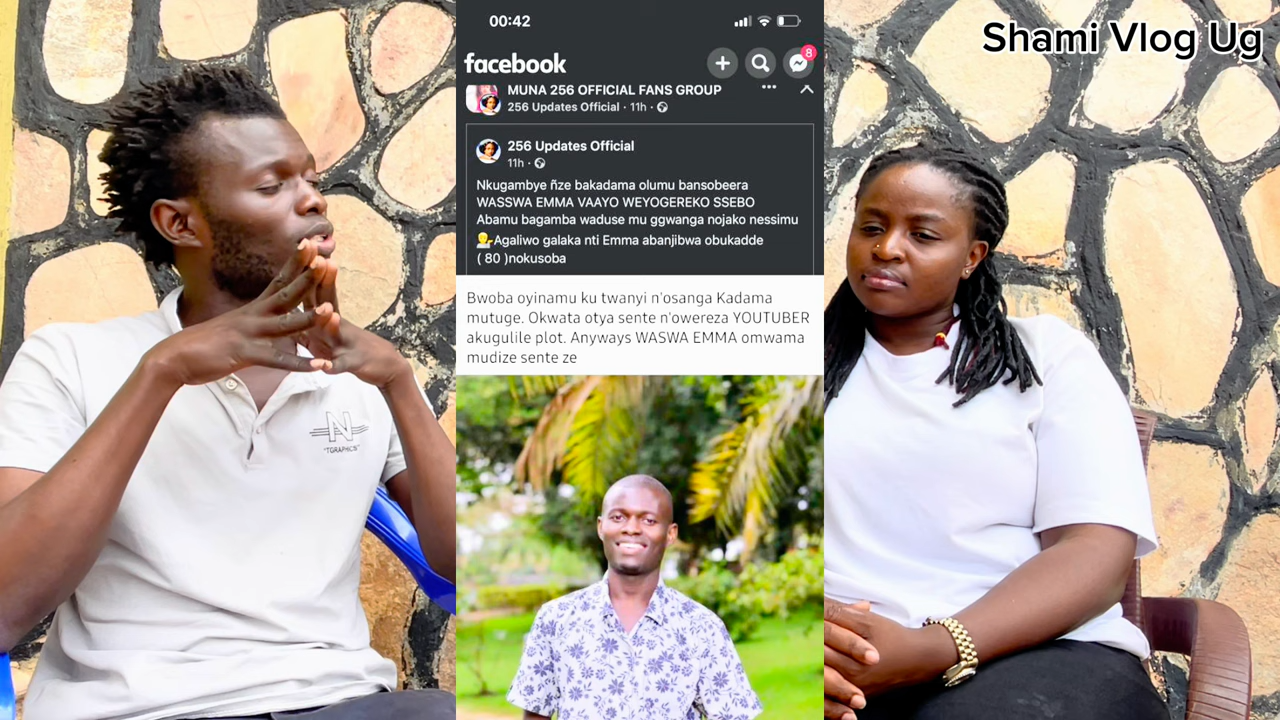 Shami Vlog Ug
00:42
facebook
8
MUNA 256 OFFICIAL FANS GROUP
256 Updates Official · 11h ·
256 Updates Official
11h ·
Nkugambye ñze bakadama olumu bansobeera
WASSWA EMMA VAAYO WEYOGEREKO SSEBO
Abamu bagamba waduse mu ggwanga nojako nessimu
Agaliwo galaka nti Emma abanjibwa obukadde
( 80 )nokusoba
Bwoba oyinamu ku twanyi n'osanga Kadama
mutuge. Okwata otya sente n'owereza YOUTUBER
akugulile plot. Anyways WASWA EMMA omwama
mudize sente ze
N
"TGRAPHICS"